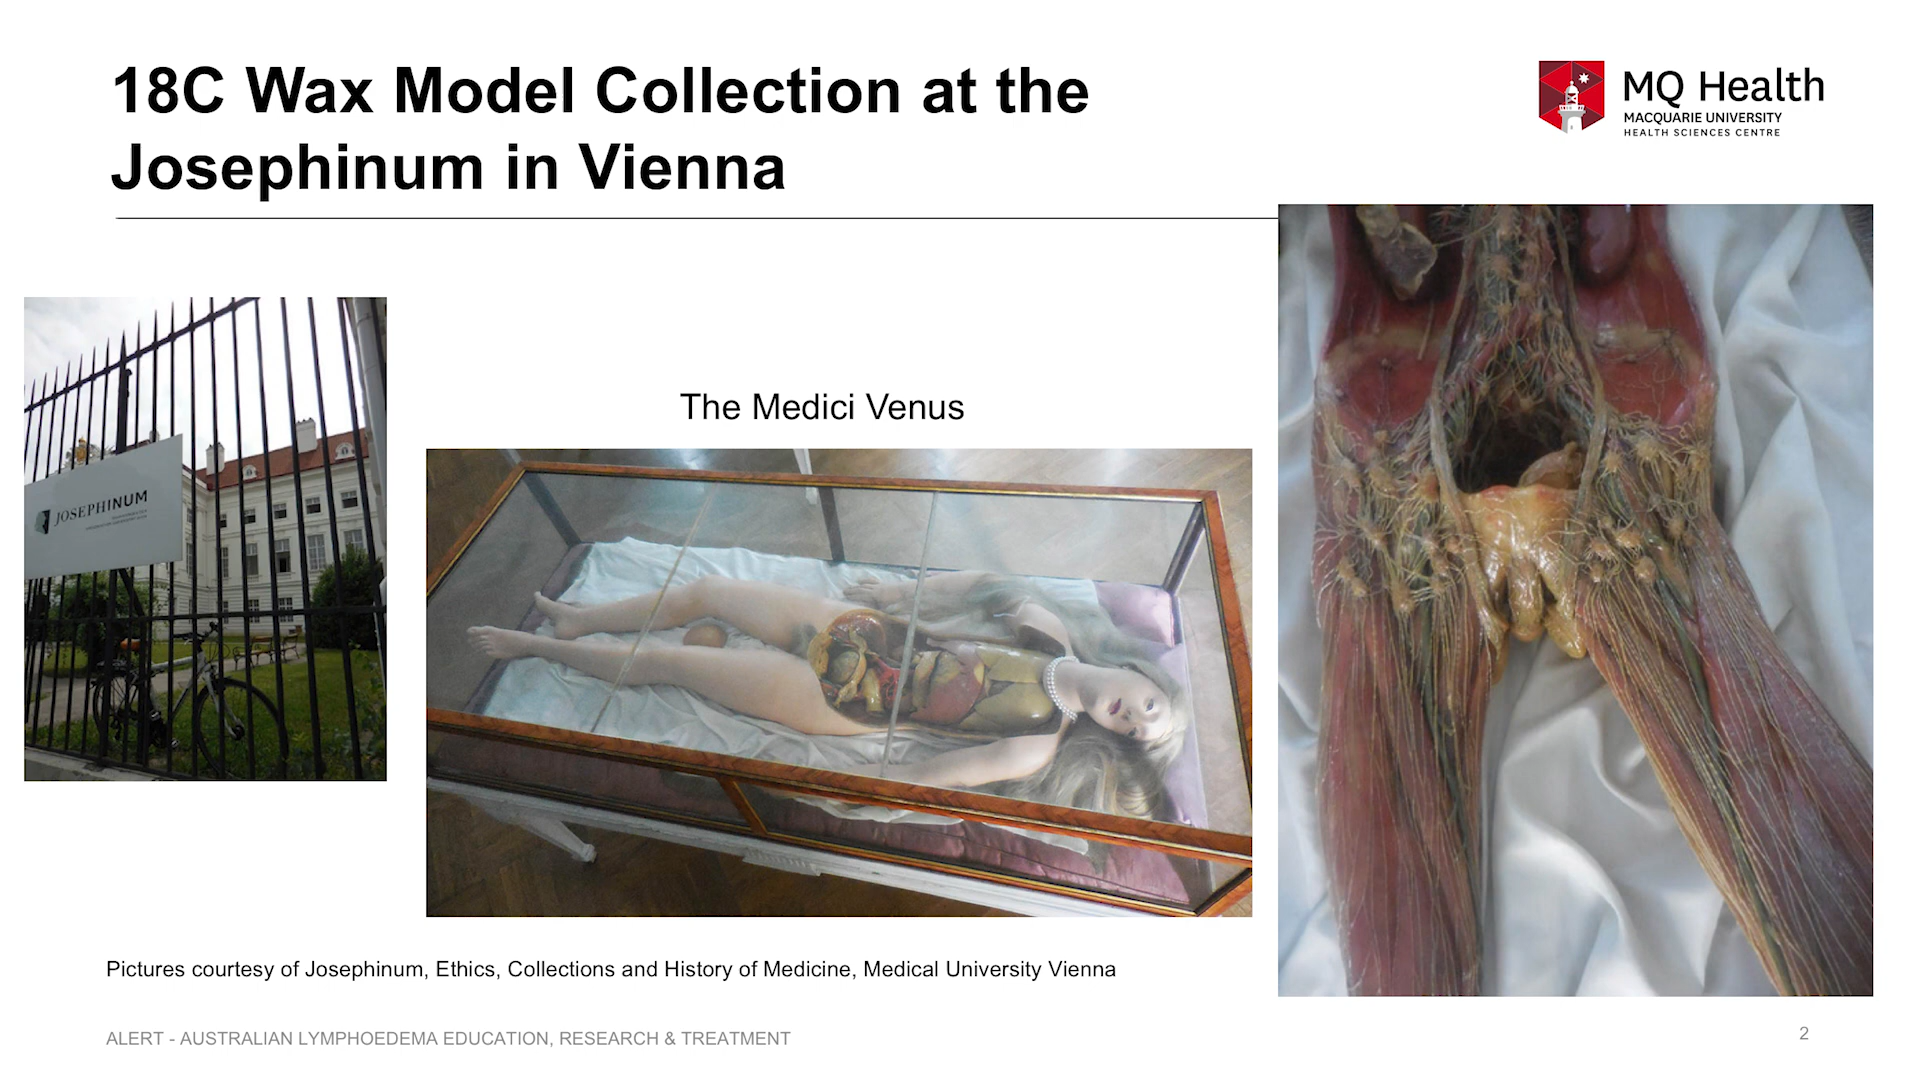 18C Wax Model Collection at the
Josephinum in Vienna
MQ Health
MACQUARIE UNIVERSITY
HEALTH SCIENCES CENTRE
The Medici Venus
JOSEPHINUM
Pictures courtesy of Josephinum, Ethics, Collections and History of Medicine, Medical University Vienna
ALERT - AUSTRALIAN LYMPHOEDEMA EDUCATION, RESEARCH & TREATMENT
2